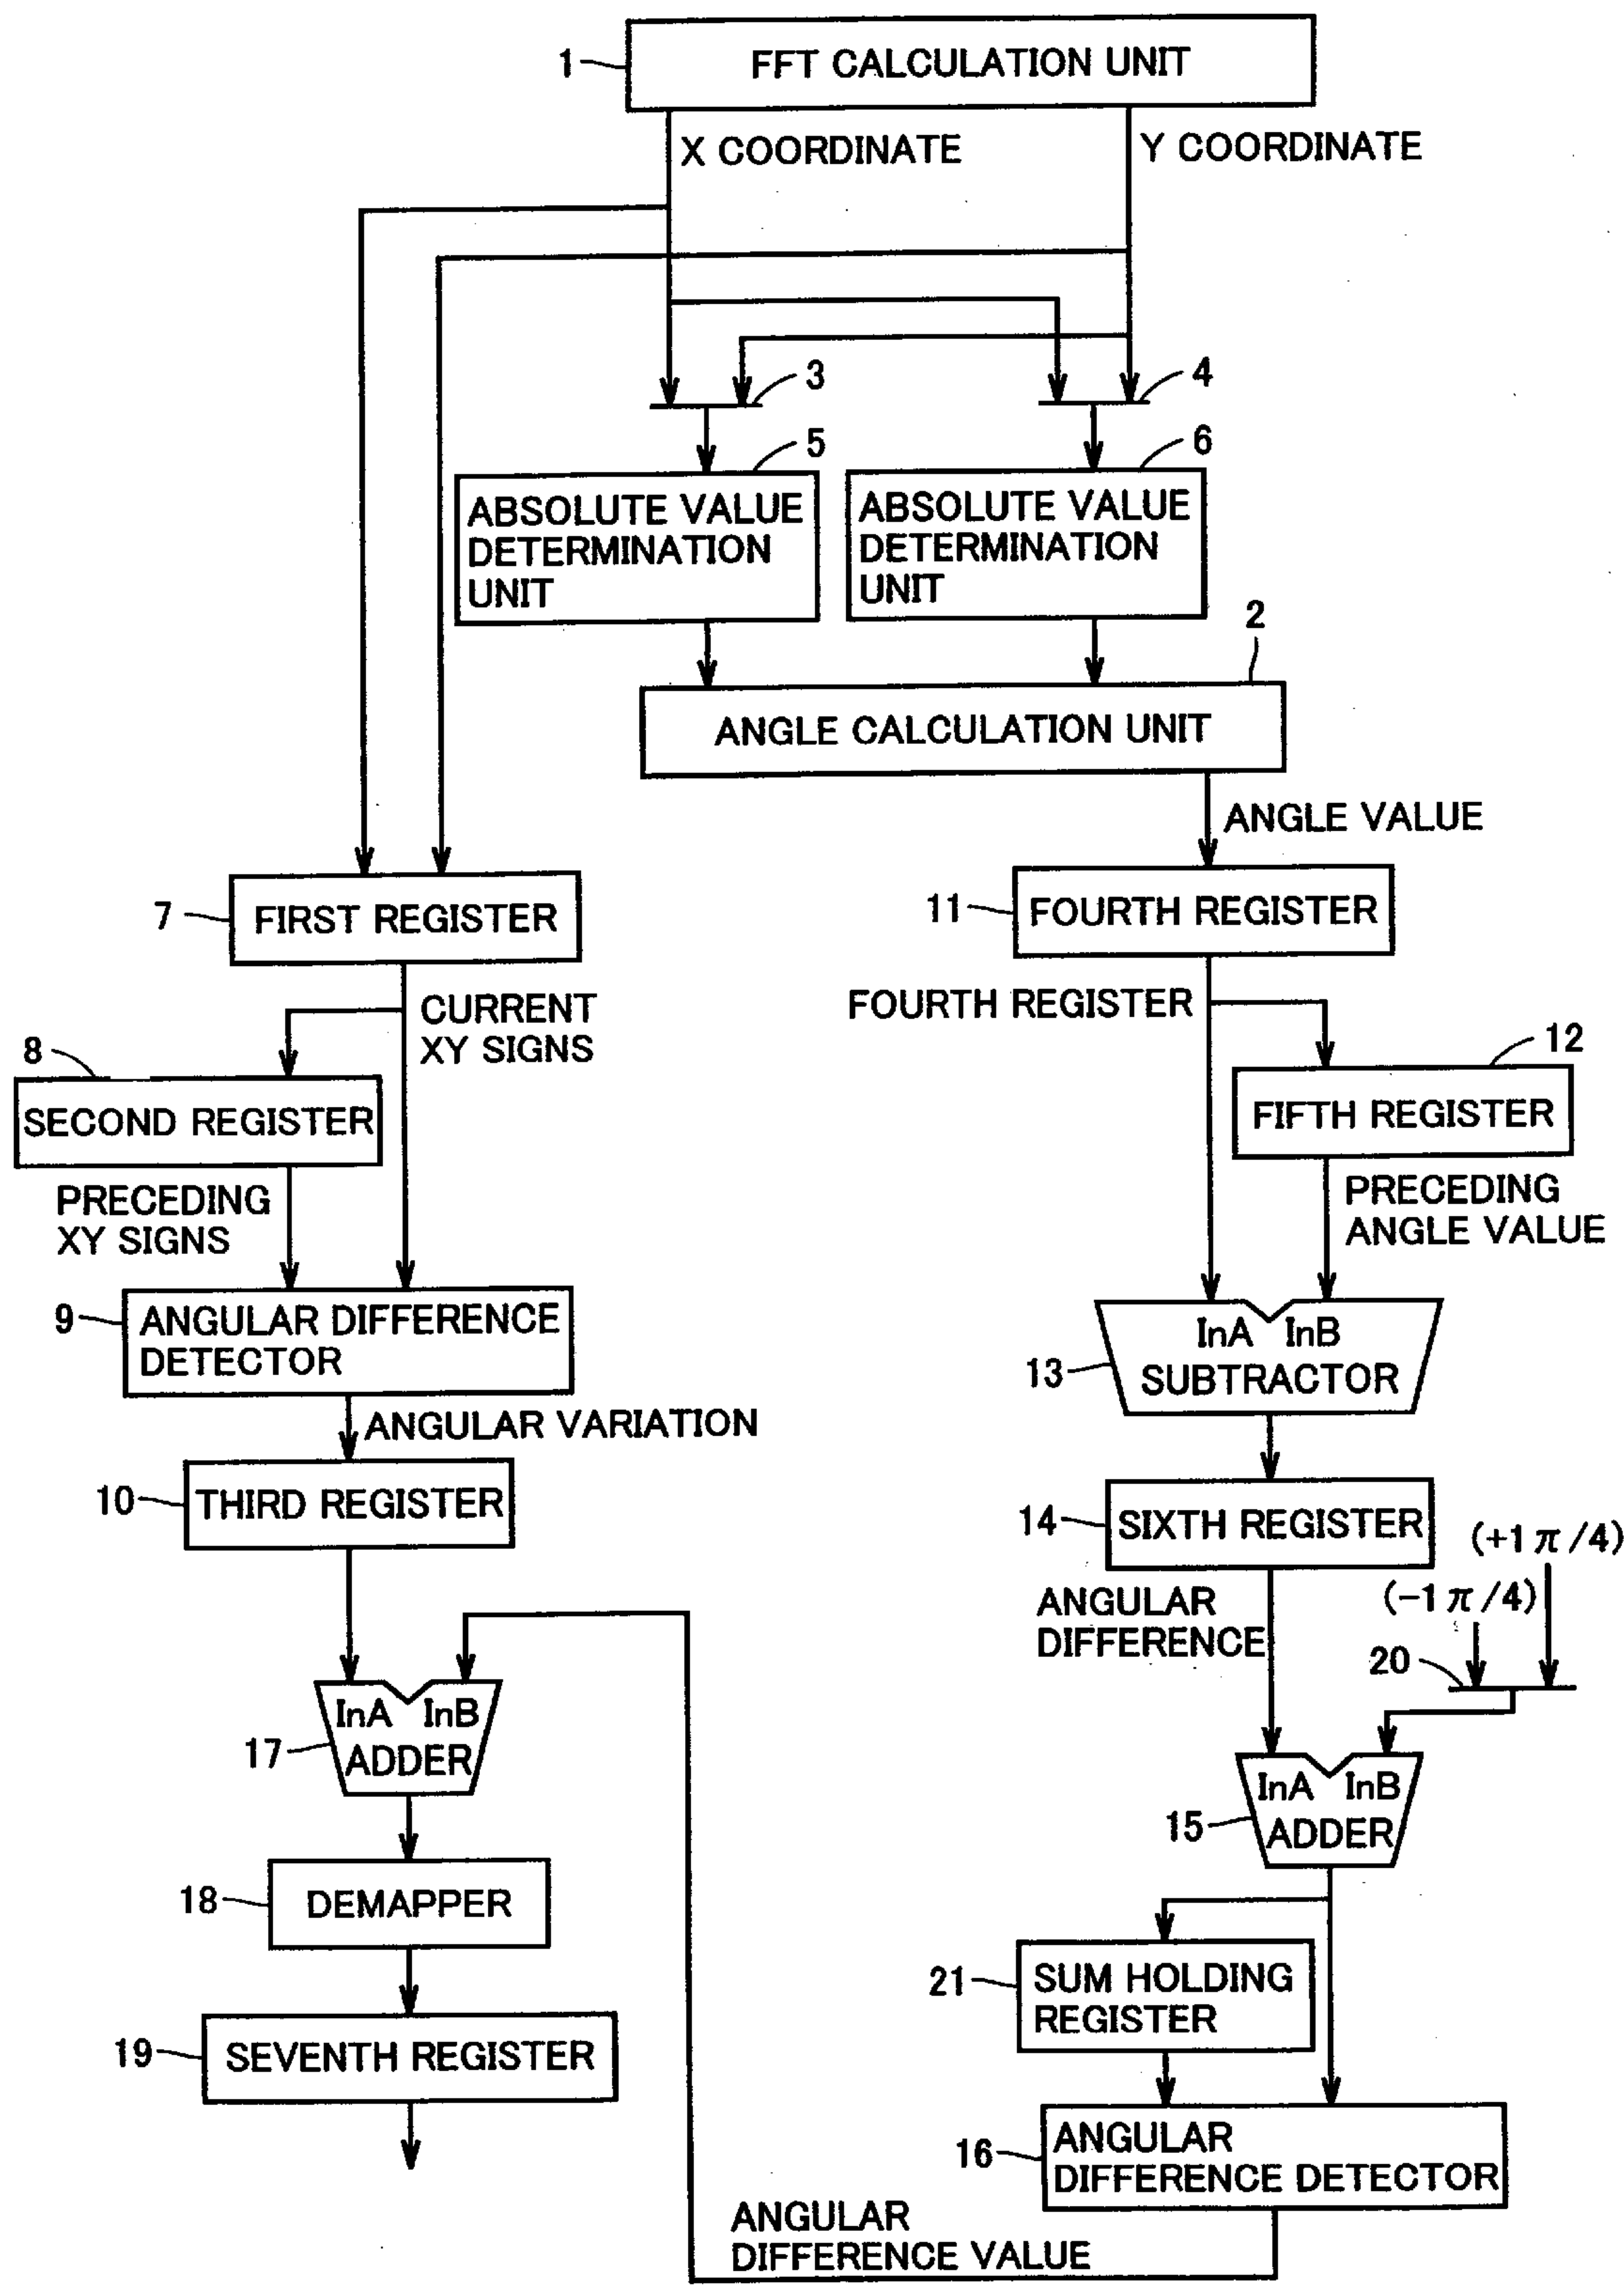 1
FFT CALCULATION UNIT
X COORDINATE
Y COORDINATE
3
4
5
6
ABSOLUTE VALUE
DETERMINATION
UNIT
ABSOLUTE VALUE
DETERMINATION
UNIT
2
ANGLE CALCULATION UNIT
ANGLE VALUE
7
FIRST REGISTER
11
FOURTH REGISTER
CURRENT
XY SIGNS
FOURTH REGISTER
8
SECOND REGISTER
12
FIFTH REGISTER
PRECEDING
XY SIGNS
PRECEDING
ANGLE VALUE
9
ANGULAR DIFFERENCE
DETECTOR
InA InB
13
SUBTRACTOR
ANGULAR VARIATION
10
THIRD REGISTER
14
SIXTH REGISTER
(+1π/4)
(-1π/4)
ANGULAR
DIFFERENCE
20
InA InB
17
ADDER
InA InB
15
ADDER
18
DEMAPPER
21
SUM HOLDING
REGISTER
19
SEVENTH REGISTER
16
ANGULAR
DIFFERENCE DETECTOR
ANGULAR
DIFFERENCE VALUE